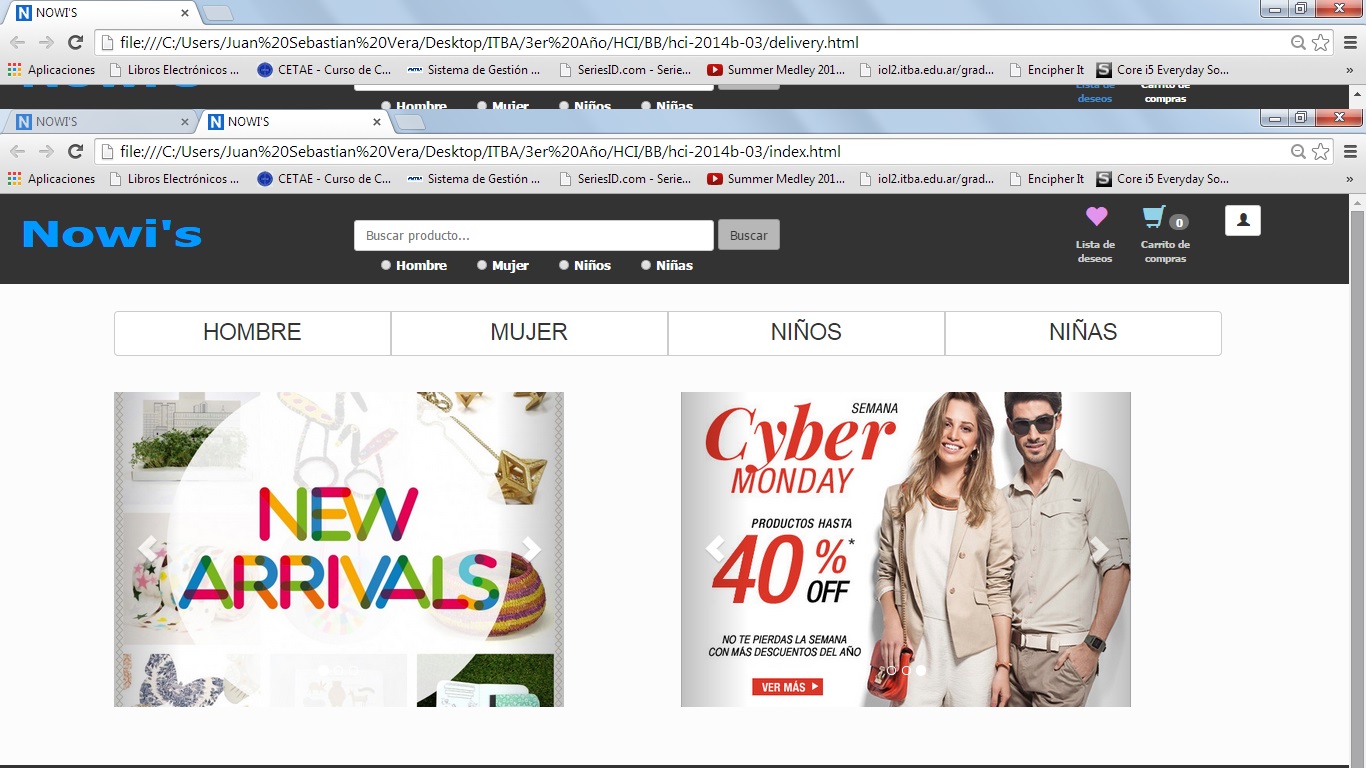 NOWI'S
file:///C:/Users/Juan%20Sebastian%20Vera/Desktop/ITBA/3er%20Año/HCI/BB/hci-2014b-03/delivery.html
Aplicaciones Libros Electrónicos ... CETAE - Curso de C... Sistema de Gestión ... SeriesID.com - Serie... Summer Medley 201... iol2.itba.edu.ar/grad... Encipher It Core i5 Everyday So... »
Nowi's Hombre Mujer Niños Niñas Lista de deseos Carrito de compras
NOWI'S NOWI'S
file:///C:/Users/Juan%20Sebastian%20Vera/Desktop/ITBA/3er%20Año/HCI/BB/hci-2014b-03/index.html
Aplicaciones Libros Electrónicos ... CETAE - Curso de C... Sistema de Gestión ... SeriesID.com - Serie... Summer Medley 201... iol2.itba.edu.ar/grad... Encipher It Core i5 Everyday So... »
Nowi's
Buscar producto... Buscar
Hombre Mujer Niños Niñas
Lista de
deseos
0
Carrito de
compras
HOMBRE MUJER NIÑOS NIÑAS
NEW
ARRIVALS
SEMANA
Cyber
MONDAY
PRODUCTOS HASTA
40%*
OFF
NO TE PIERDAS LA SEMANA
CON MÁS DESCUENTOS DEL AÑO
VER MÁS